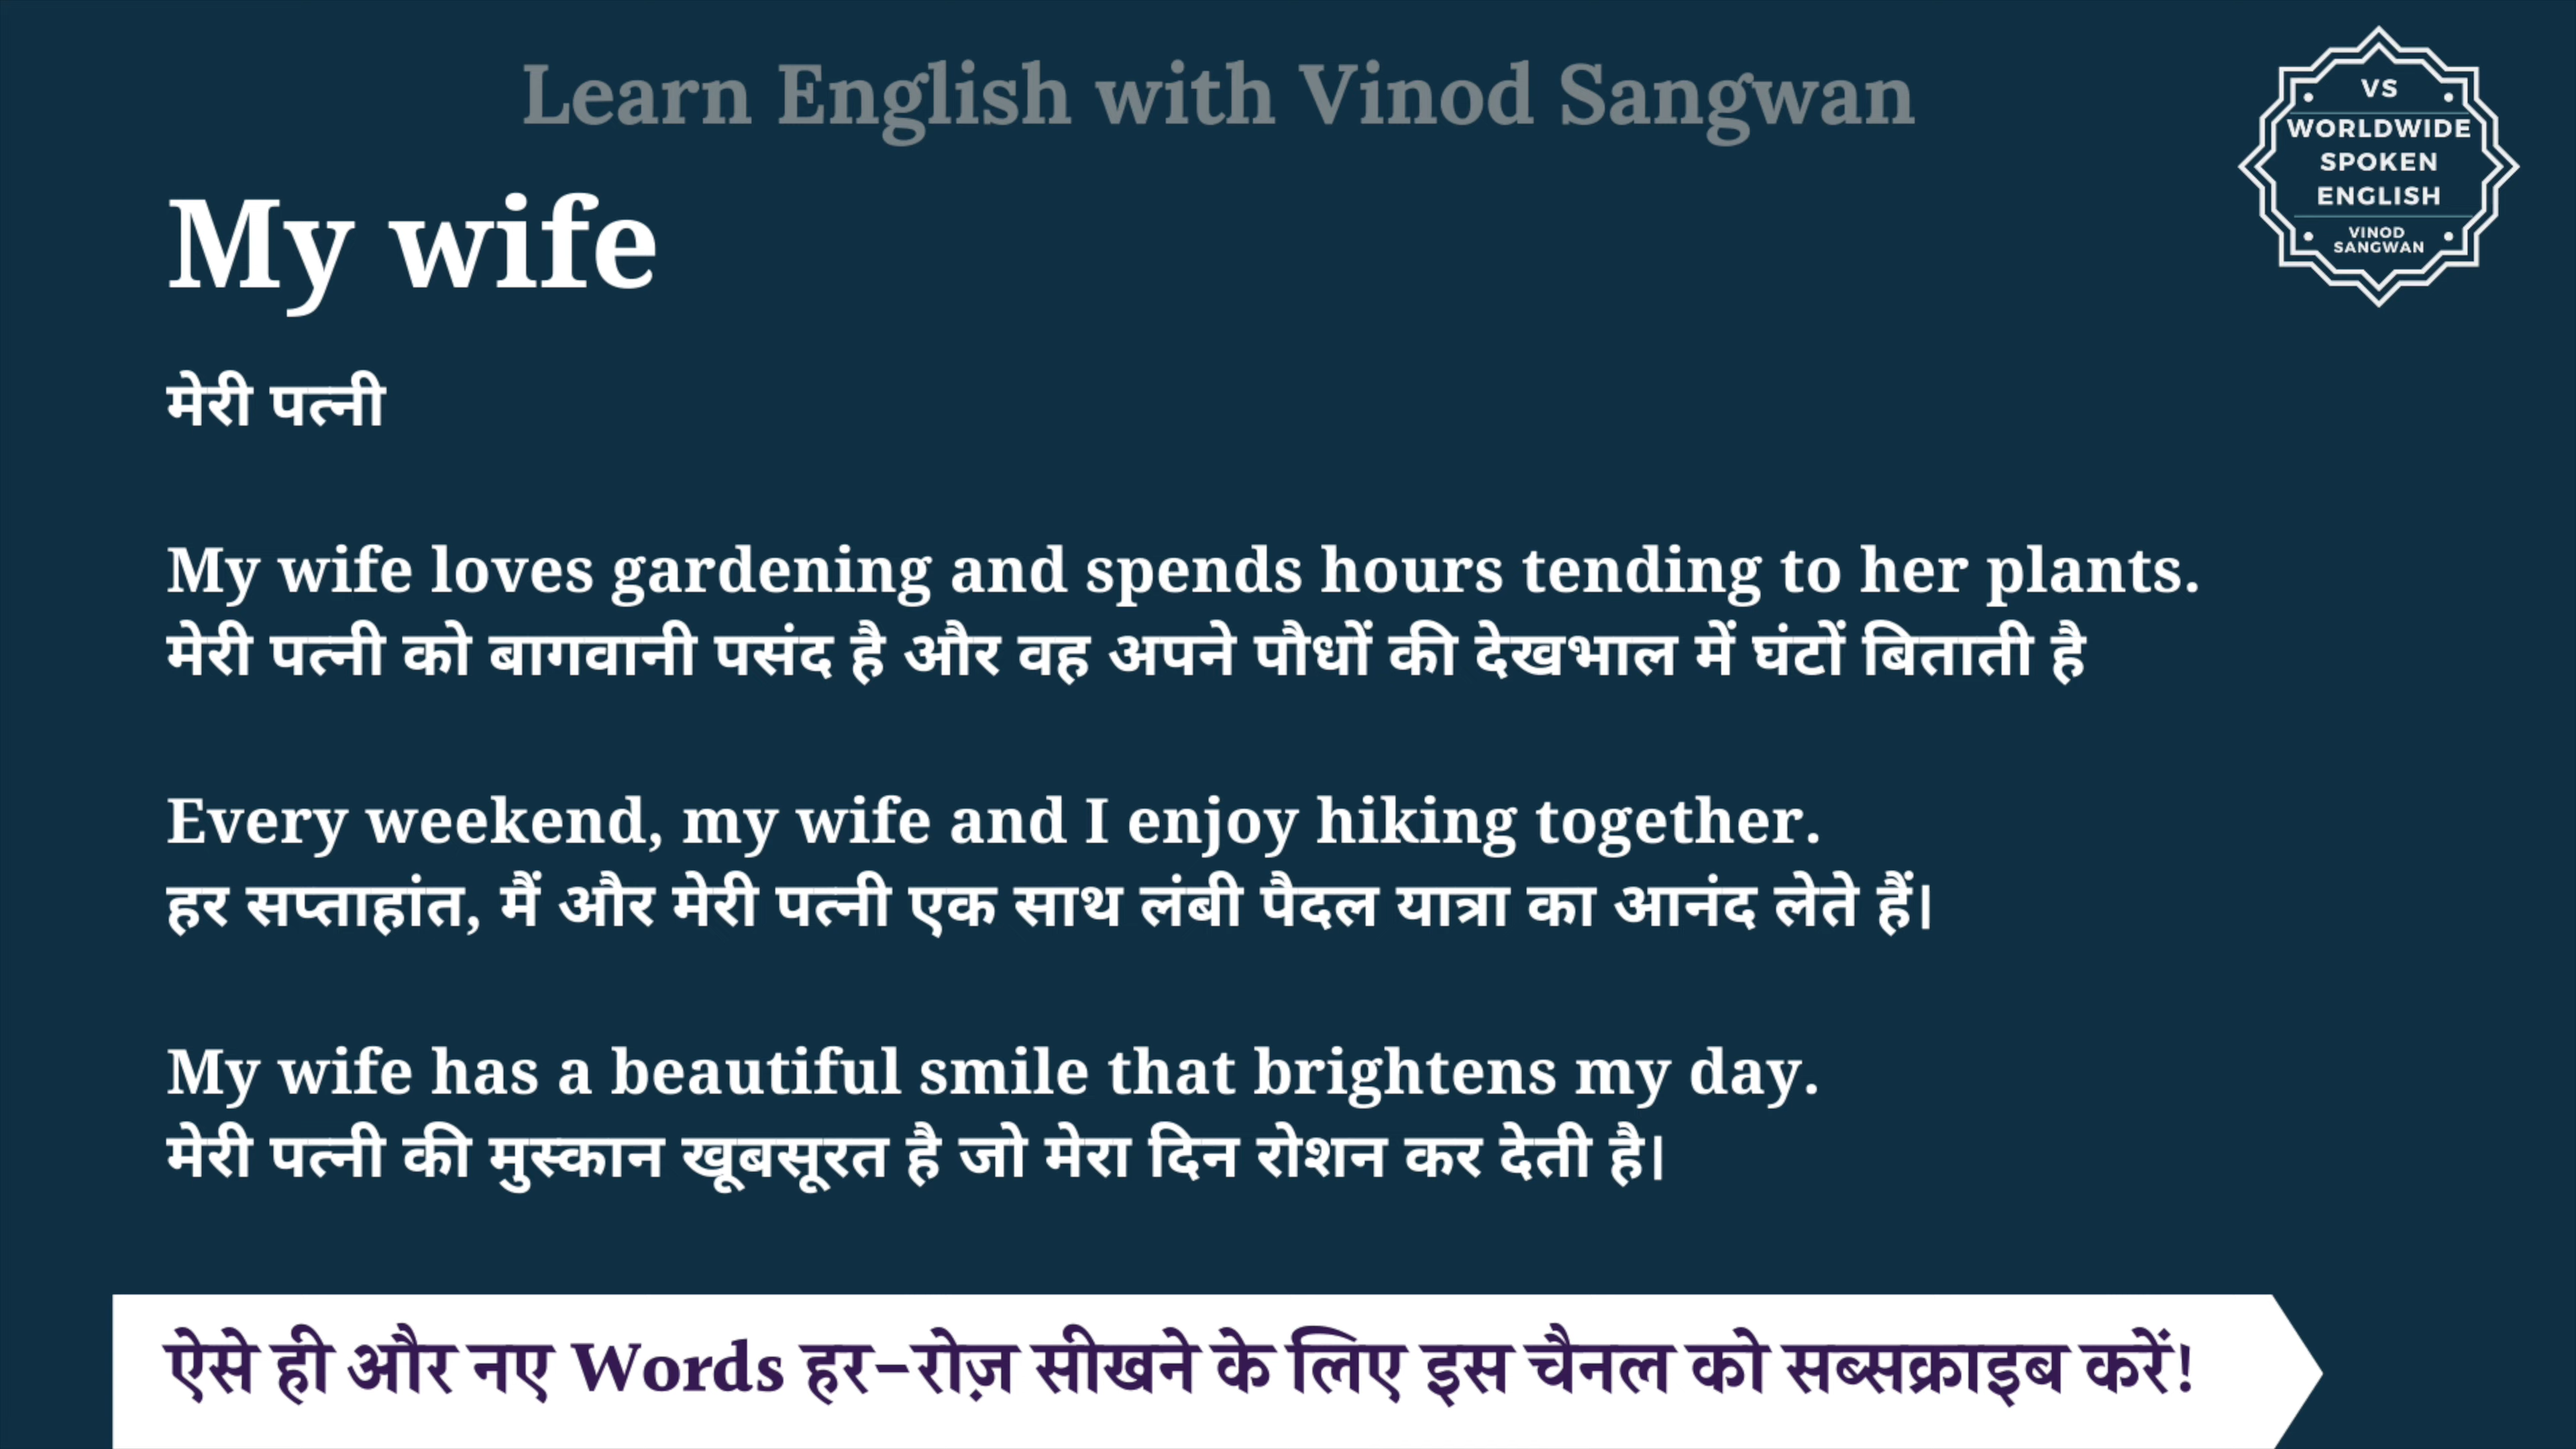 Learn English with Vinod Sangwan
VS
WORLDWIDE
SPOKEN
ENGLISH
VINOD
SANGWAN
My wife
मेरी पत्नी
My wife loves gardening and spends hours tending to her plants.
मेरी पत्नी को बागवानी पसंद है और वह अपने पौधों की देखभाल में घंटों बिताती है
Every weekend, my wife and I enjoy hiking together.
हर सप्ताहांत, मैं और मेरी पत्नी एक साथ लंबी पैदल यात्रा का आनंद लेते हैं।
My wife has a beautiful smile that brightens my day.
मेरी पत्नी की मुस्कान खूबसूरत है जो मेरा दिन रोशन कर देती है।
ऐसे ही और नए Words हर-रोज़ सीखने के लिए इस चैनल को सब्सक्राइब करें!